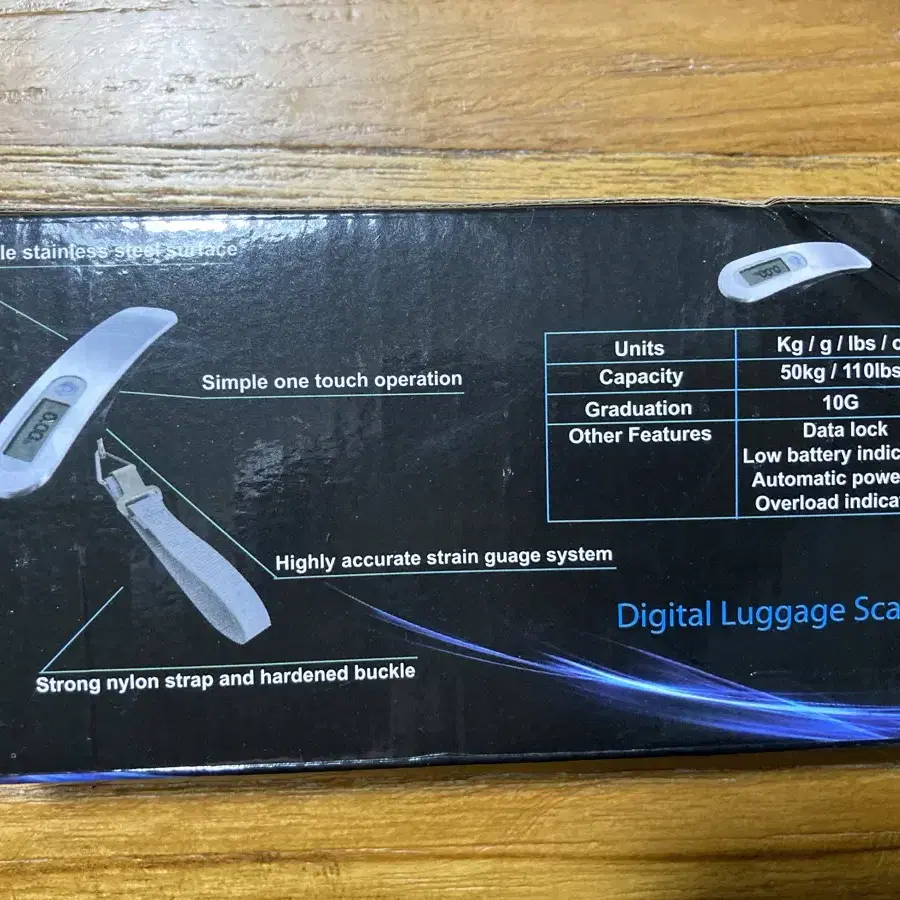 le stainless steel surface
Simple one touch operation
Highly accurate strain guage system
Strong nylon strap and hardened buckle
Units Kg / g / lbs /
Capacity 50kg / 110lbs
Graduation 10G
Other Features Data lock
Low battery indic
Automatic powe
Overload indica
Digital Luggage Sca